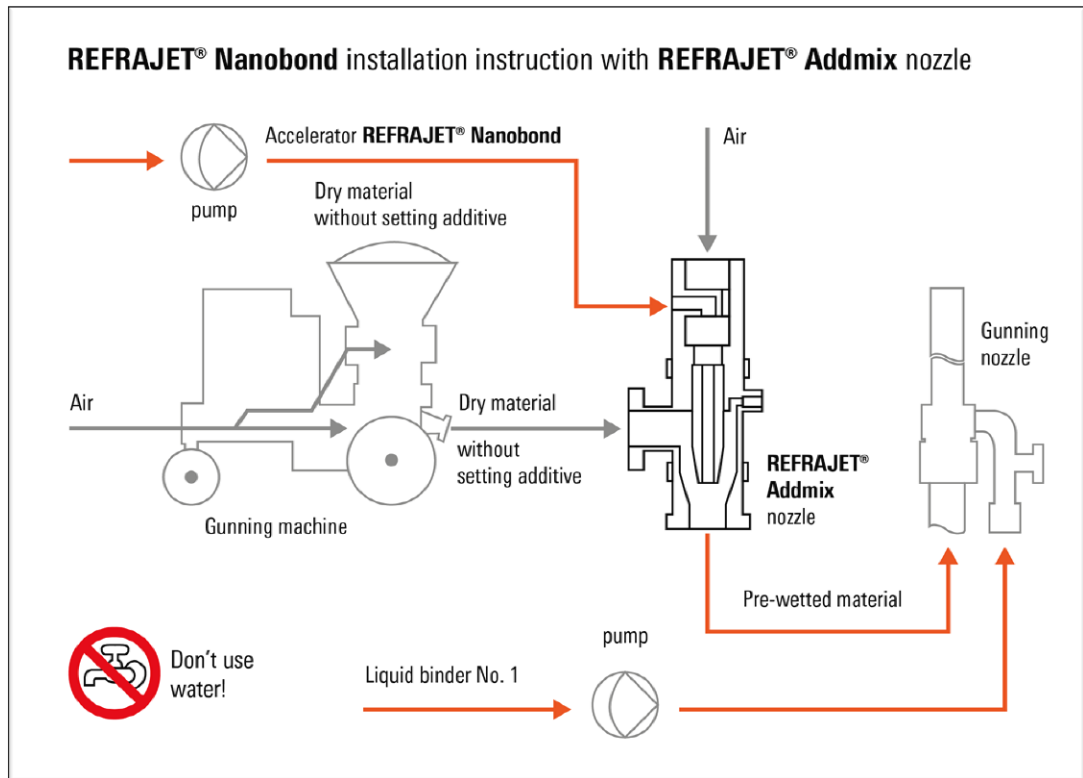 REFRAJET® Nanobond installation instruction with REFRAJET® Addmix nozzle
Accelerator REFRAJET® Nanobond
Air
pump
Dry material
without setting additive
Gunning
nozzle
Air
Dry material
without
setting additive
REFRAJET®
Addmix
nozzle
Gunning machine
Pre-wetted material
pump
Don't use
water!
Liquid binder No. 1